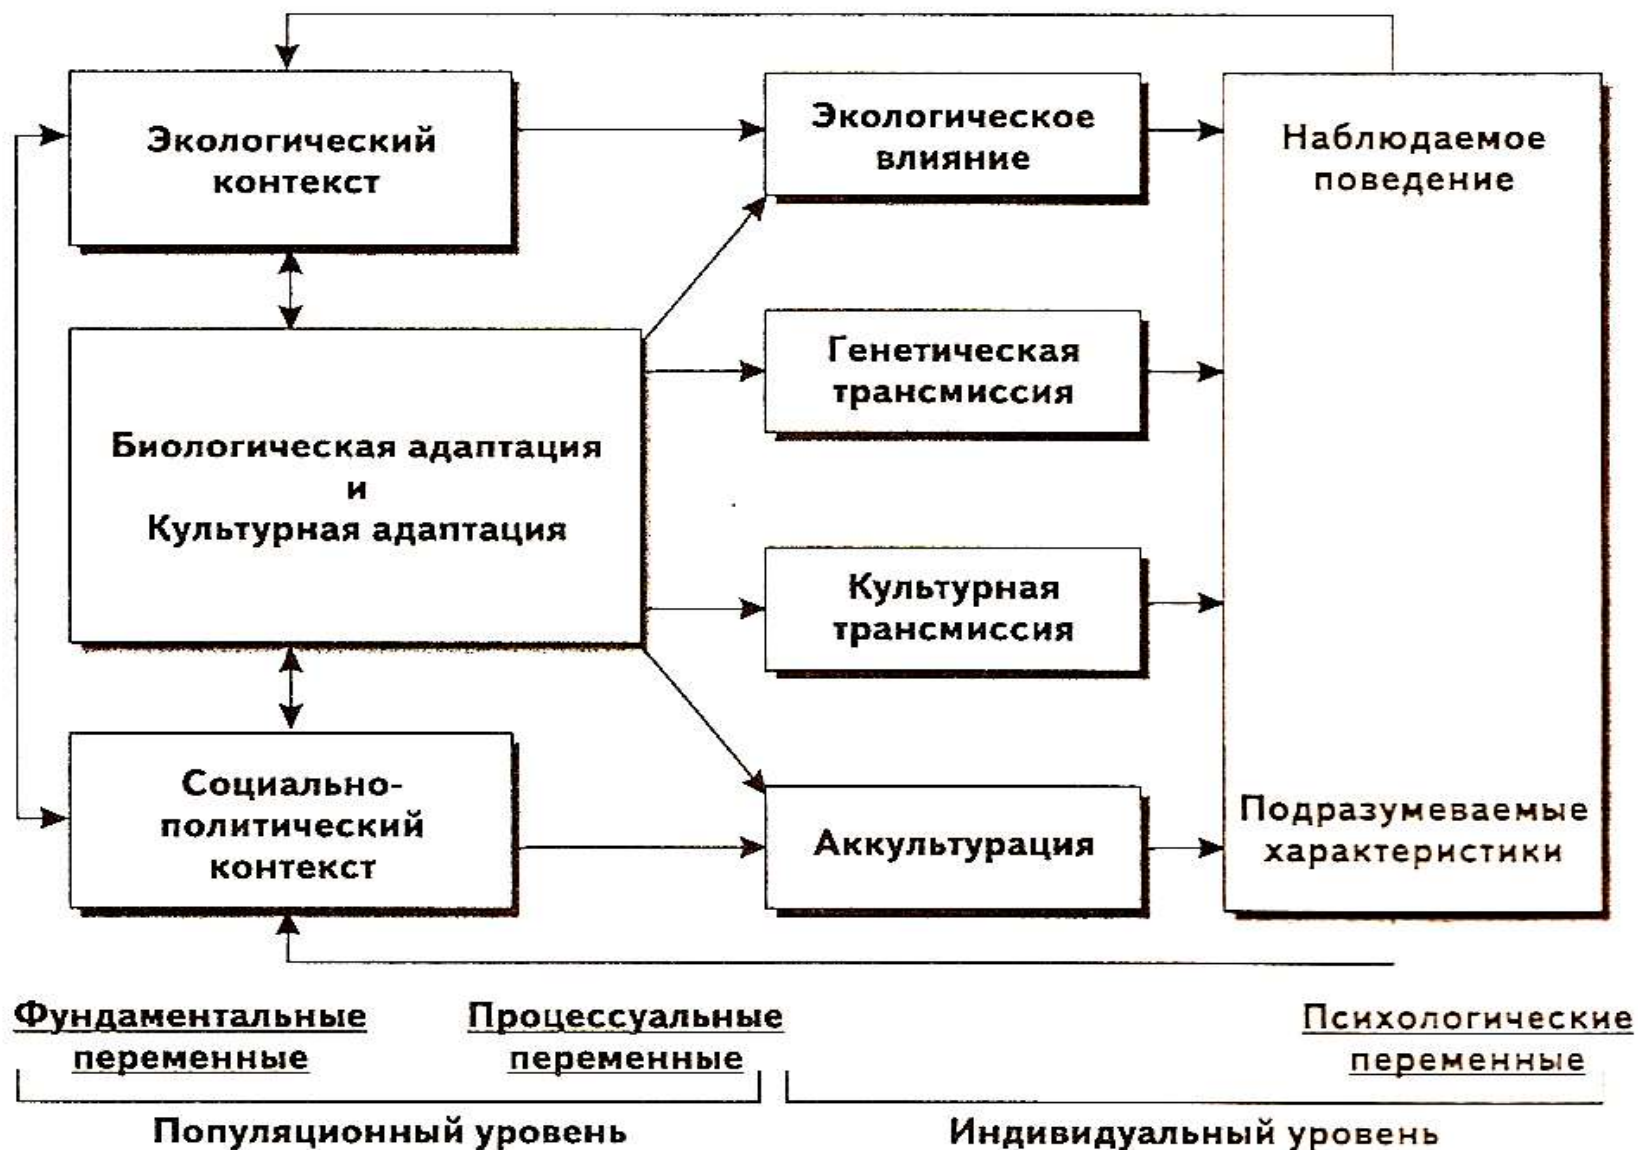 Экологический
контекст
Экологическое
влияние
Наблюдаемое
поведение
Генетическая
трансмиссия
Биологическая адаптация
и
Культурная адаптация
Культурная
трансмиссия
Социально-
политический
контекст
Аккультурация
Подразумеваемые
характеристики
Фундаментальные
переменные
Процессуальные
переменные
Психологические
переменные
Популяционный уровень
Индивидуальный уровень